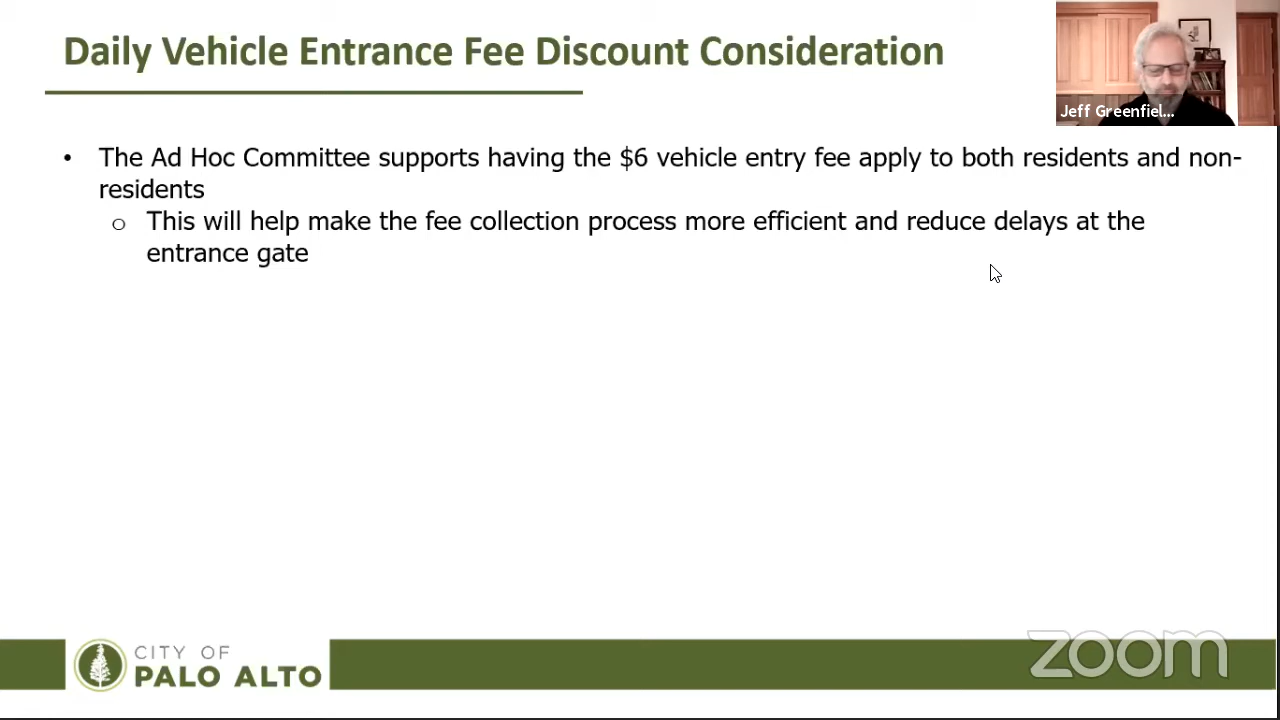 Daily Vehicle Entrance Fee Discount Consideration
Jeff Greenfiel...
• The Ad Hoc Committee supports having the $6 vehicle entry fee apply to both residents and non-
residents
o This will help make the fee collection process more efficient and reduce delays at the
entrance gate
CITY OF
PALO ALTO
zoom